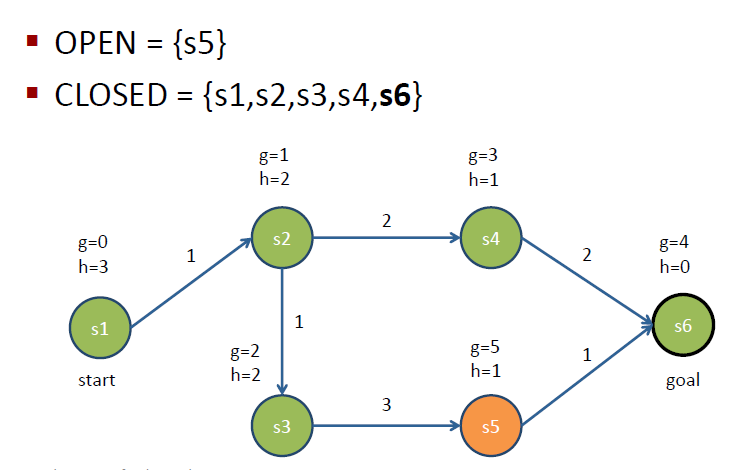 ▪ OPEN = {s5}
▪ CLOSED = {s1,s2,s3,s4,s6}
g=1
h=2
g=3
h=1
2
g=0
h=3
1
s2
s4
2
g=4
h=0
s1
1
s6
start
g=2
h=2
g=5
h=1
1
goal
3
s3
s5